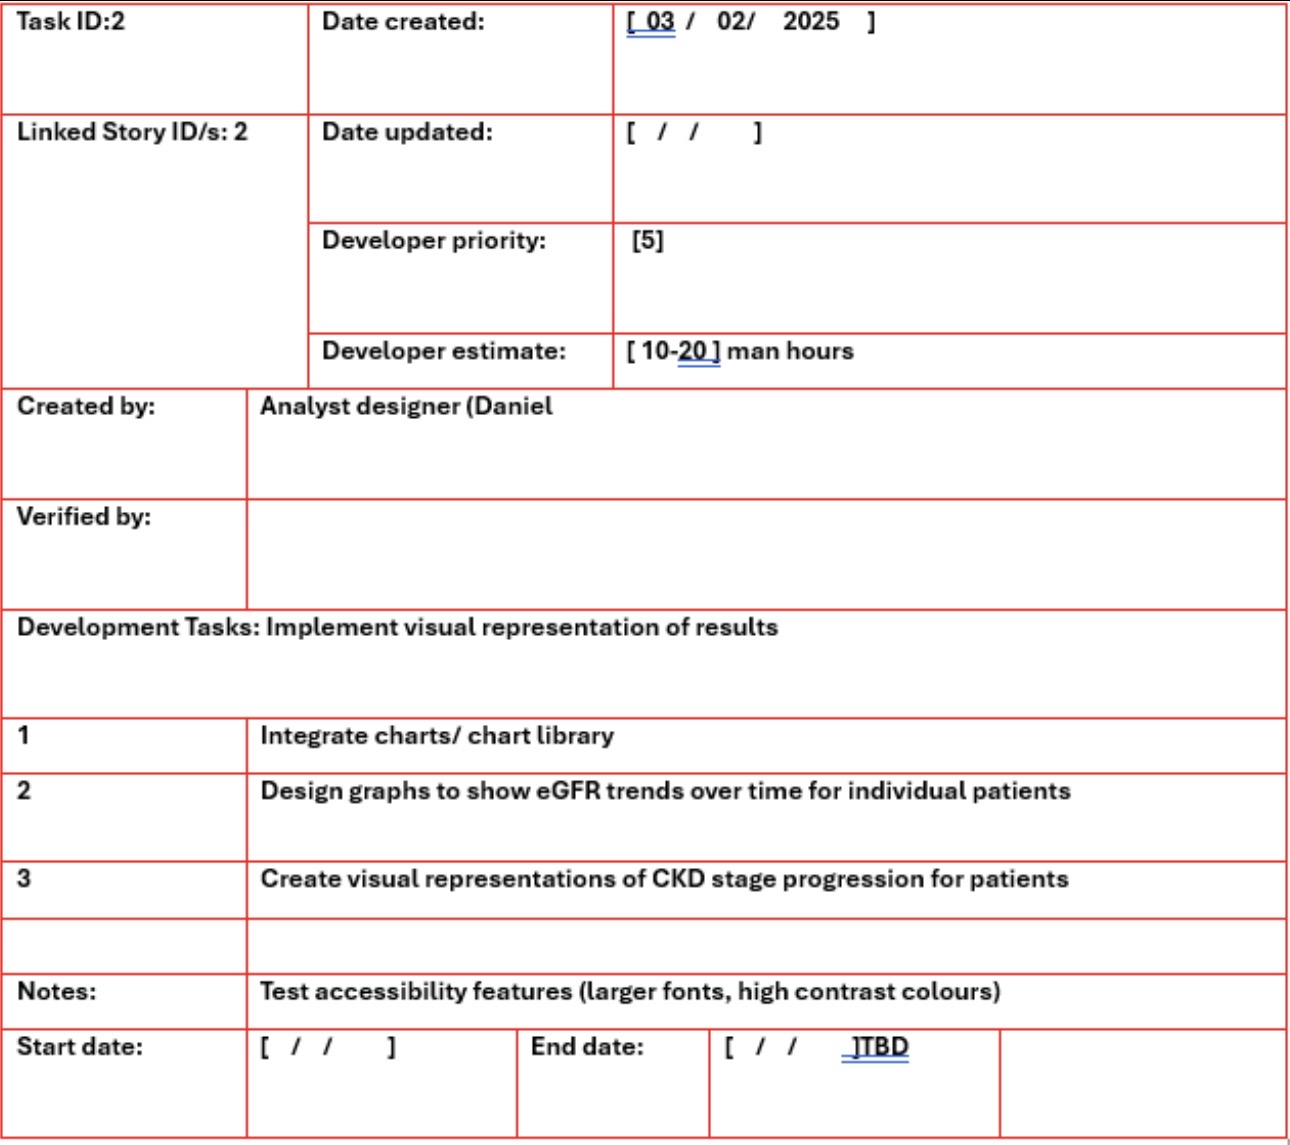 Task ID:2 Date created: [ 03 / 02/ 2025 ]
Linked Story ID/s: 2 Date updated: [ / / ]
Developer priority: [5]
Developer estimate: [ 10-20 ] man hours
Created by: Analyst designer (Daniel
Verified by:
Development Tasks: Implement visual representation of results
1 Integrate charts/ chart library
2 Design graphs to show eGFR trends over time for individual patients
3 Create visual representations of CKD stage progression for patients
Notes: Test accessibility features (larger fonts, high contrast colours)
Start date: [ / / ] End date: [ / / ]TBD